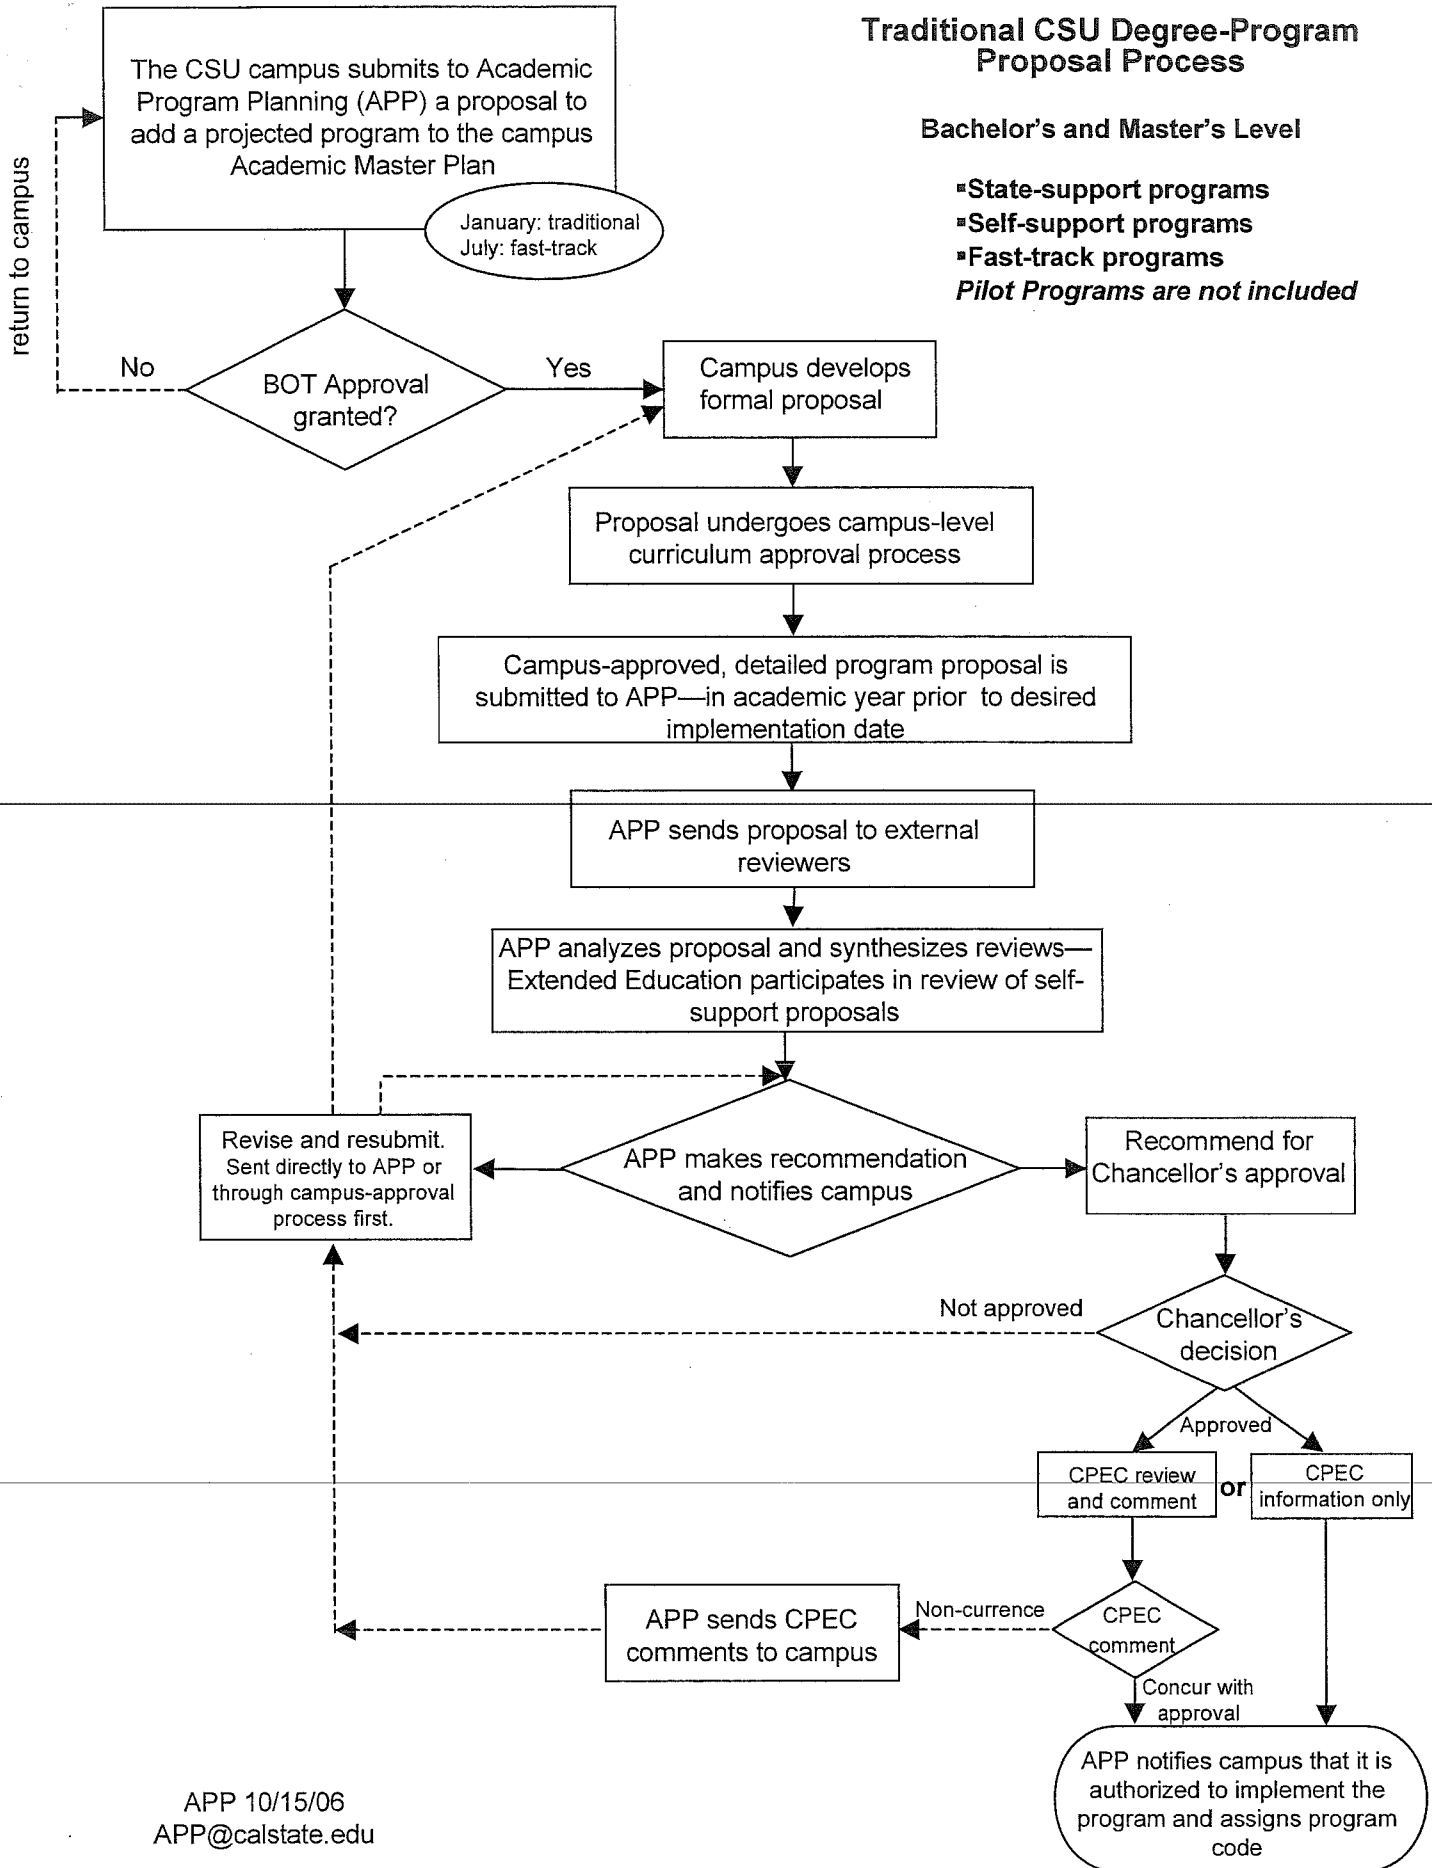 Traditional CSU Degree-Program
Proposal Process
Bachelor's and Master's Level
▪State-support programs
▪Self-support programs
▪Fast-track programs
Pilot Programs are not included
The CSU campus submits to Academic
Program Planning (APP) a proposal to
add a projected program to the campus
Academic Master Plan
January: traditional
July: fast-track
return to campus
No
BOT Approval
granted?
Yes
Campus develops
formal proposal
Proposal undergoes campus-level
curriculum approval process
Campus-approved, detailed program proposal is
submitted to APP—in academic year prior to desired
implementation date
APP sends proposal to external
reviewers
APP analyzes proposal and synthesizes reviews—
Extended Education participates in review of self-
support proposals
Revise and resubmit.
Sent directly to APP or
through campus-approval
process first.
APP makes recommendation
and notifies campus
Recommend for
Chancellor's approval
Not approved
Chancellor's
decision
Approved
CPEC review
and comment
or
CPEC
information only
APP sends CPEC
comments to campus
Non-currence
CPEC
comment
Concur with
approval
APP notifies campus that it is
authorized to implement the
program and assigns program
code
APP 10/15/06
APP@calstate.edu